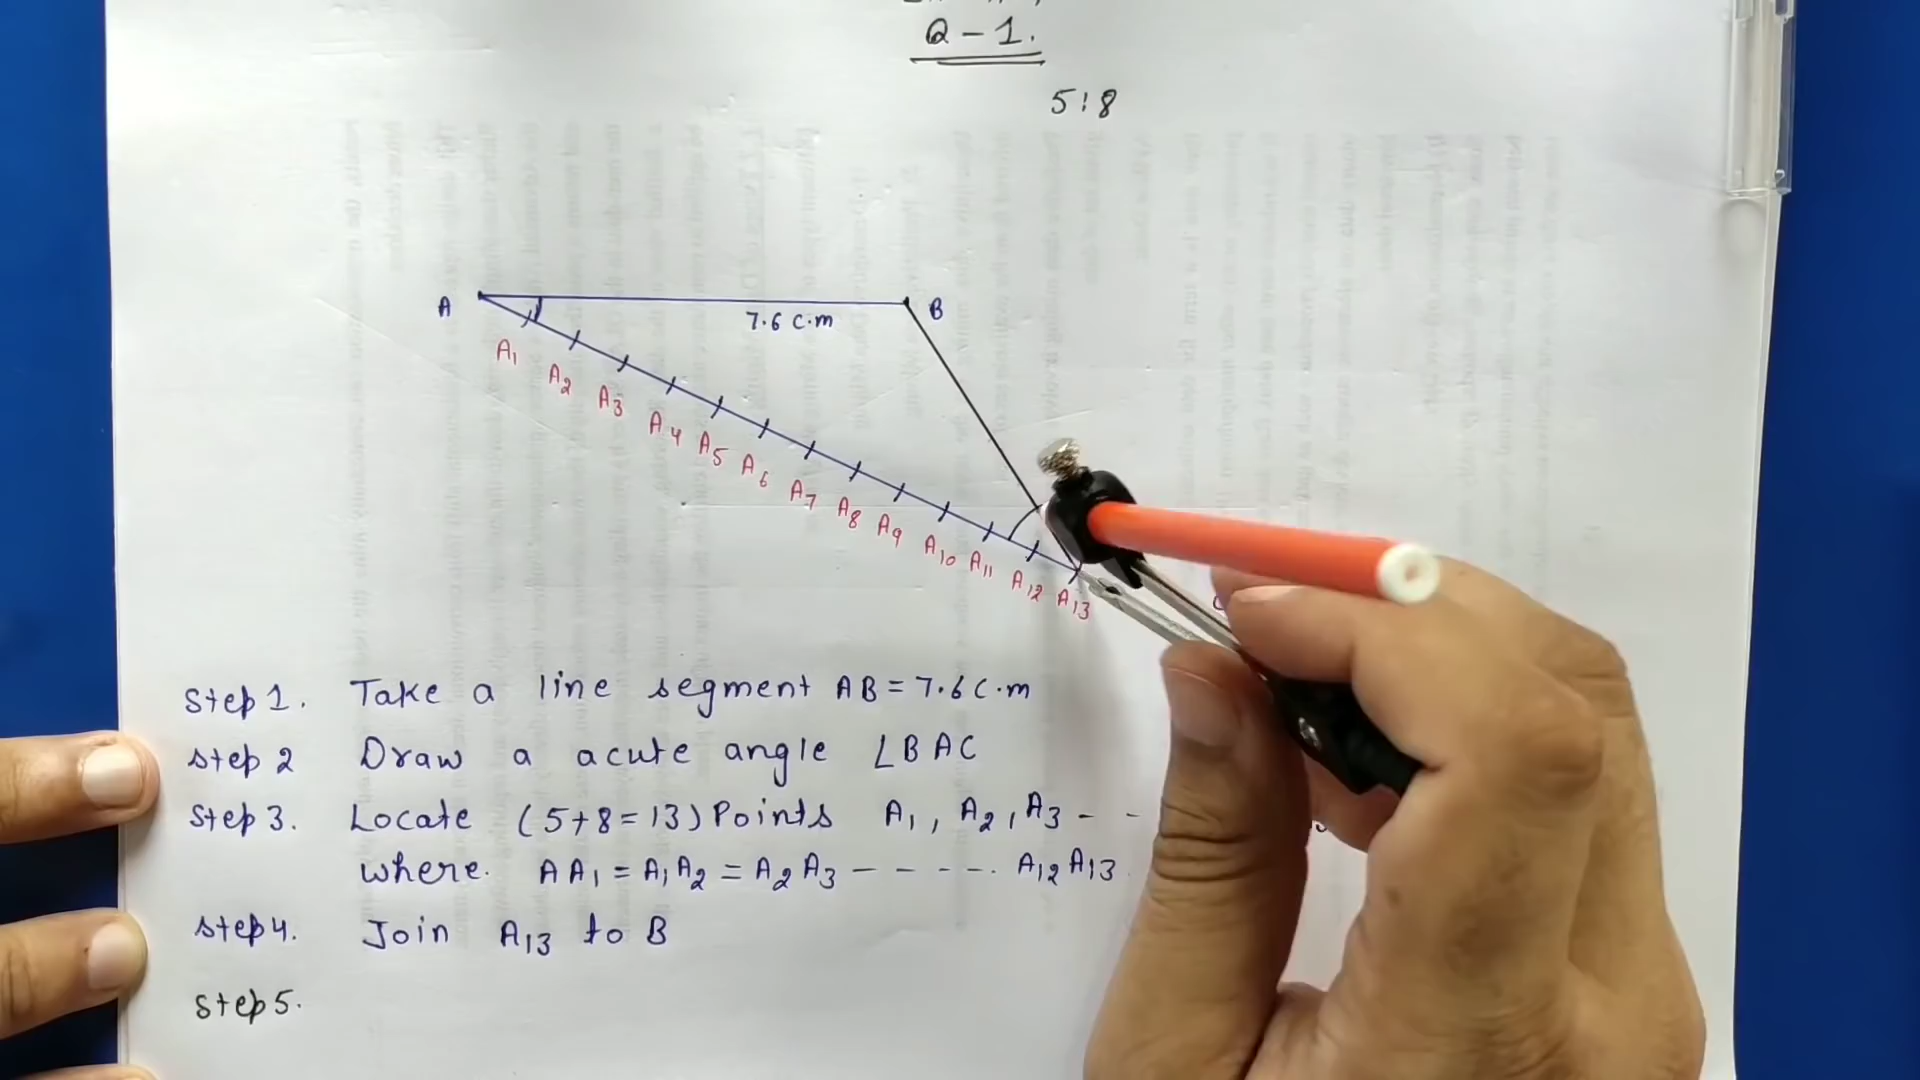 Q - 1.
5:8
A
B
7.6 c.m
A1 A2 A3 A4 A5 A6 A7 A8 A9 A10 A11 A12 A13
Step 1. Take a line segment AB = 7.6 c.m
Step 2 Draw a acute angle ∠BAC
Step 3. Locate (5+8=13) Points A1, A2, A3 - -
where. AA1 = A1A2 = A2A3 - - - - -. A12A13
Step 4. Join A13 to B
Step 5.